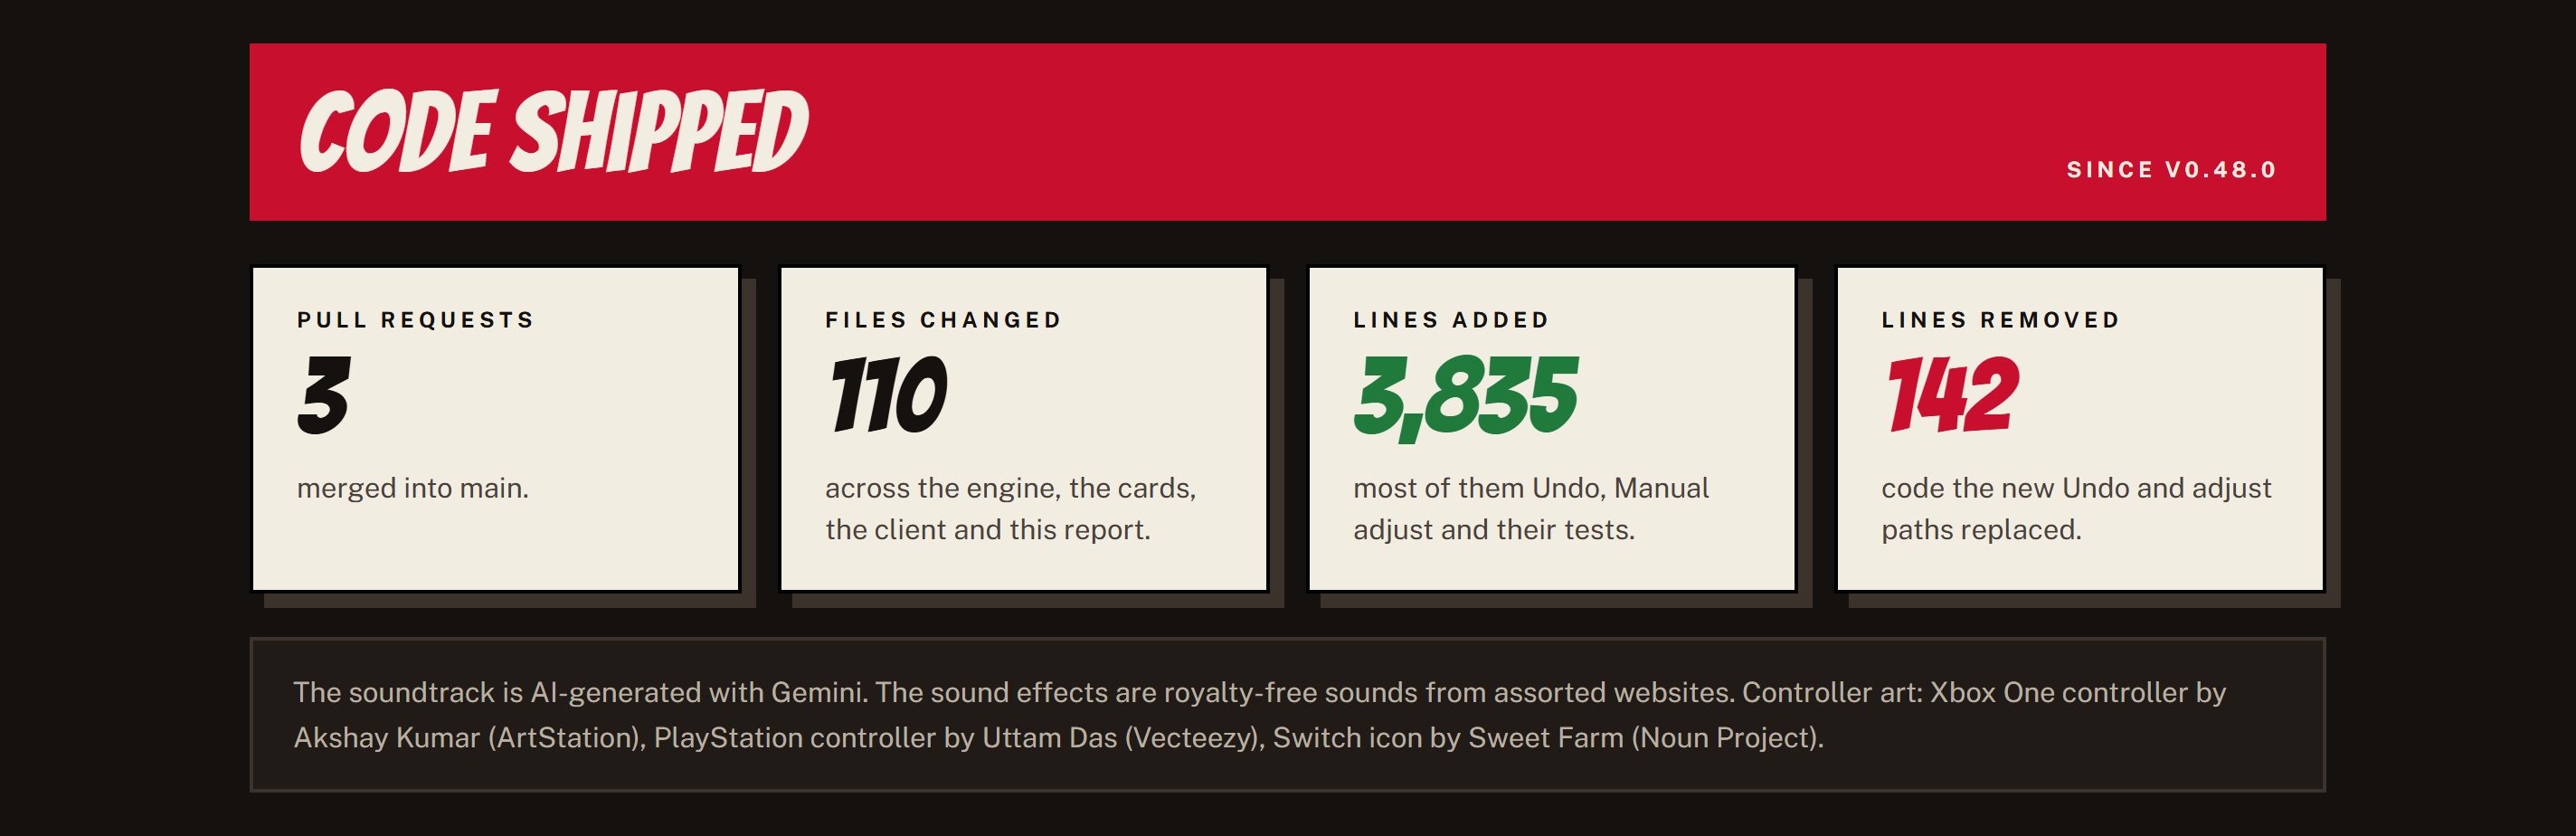 CODE SHIPPED
SINCE V0.48.0
PULL REQUESTS
3
merged into main.
FILES CHANGED
110
across the engine, the cards,
the client and this report.
LINES ADDED
3,835
most of them Undo, Manual
adjust and their tests.
LINES REMOVED
142
code the new Undo and adjust
paths replaced.
The soundtrack is AI-generated with Gemini. The sound effects are royalty-free sounds from assorted websites. Controller art: Xbox One controller by
Akshay Kumar (ArtStation), PlayStation controller by Uttam Das (Vecteezy), Switch icon by Sweet Farm (Noun Project).